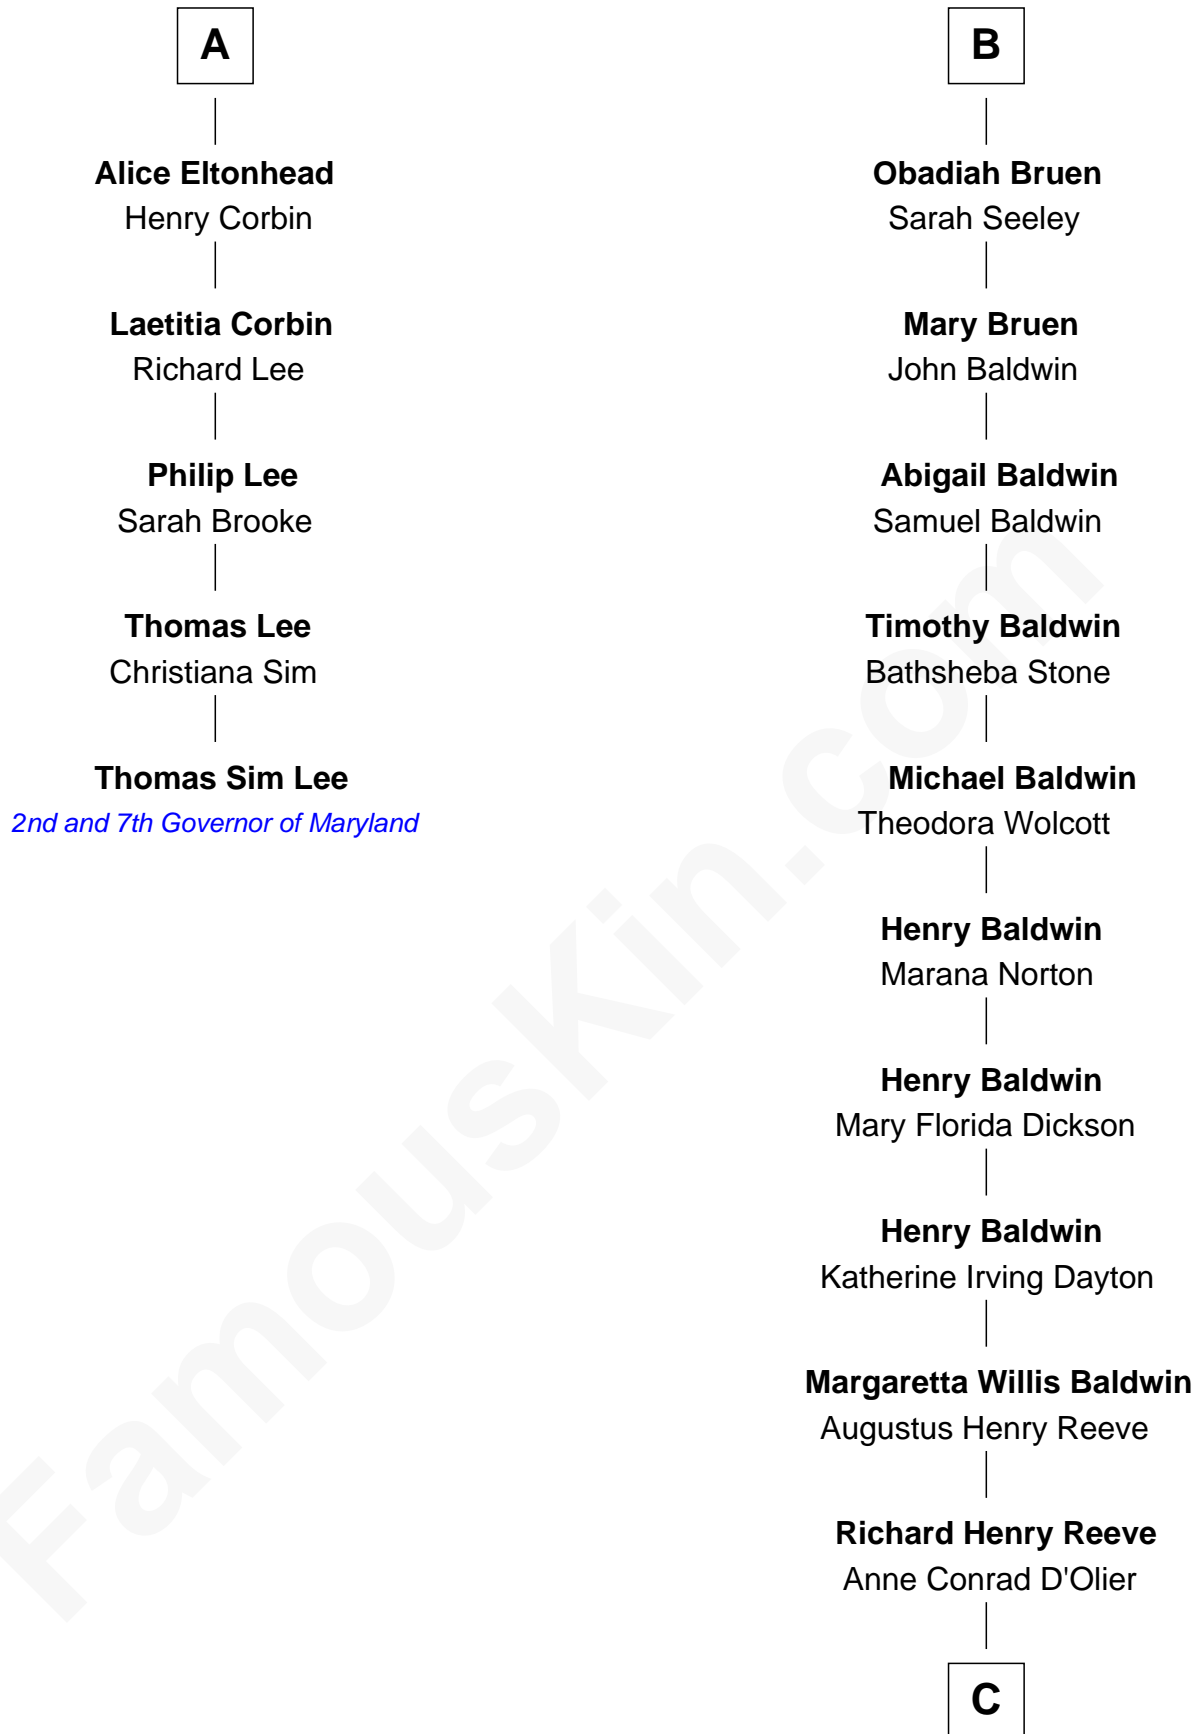 A
Alice Eltonhead
Henry Corbin
Laetitia Corbin
Richard Lee
Philip Lee
Sarah Brooke
Thomas Lee
Christiana Sim
Thomas Sim Lee
2nd and 7th Governor of Maryland
B
Obadiah Bruen
Sarah Seeley
Mary Bruen
John Baldwin
Abigail Baldwin
Samuel Baldwin
Timothy Baldwin
Bathsheba Stone
Michael Baldwin
Theodora Wolcott
Henry Baldwin
Marana Norton
Henry Baldwin
Mary Florida Dickson
Henry Baldwin
Katherine Irving Dayton
Margaretta Willis Baldwin
Augustus Henry Reeve
Richard Henry Reeve
Anne Conrad D'Olier
C
FamousKin.com